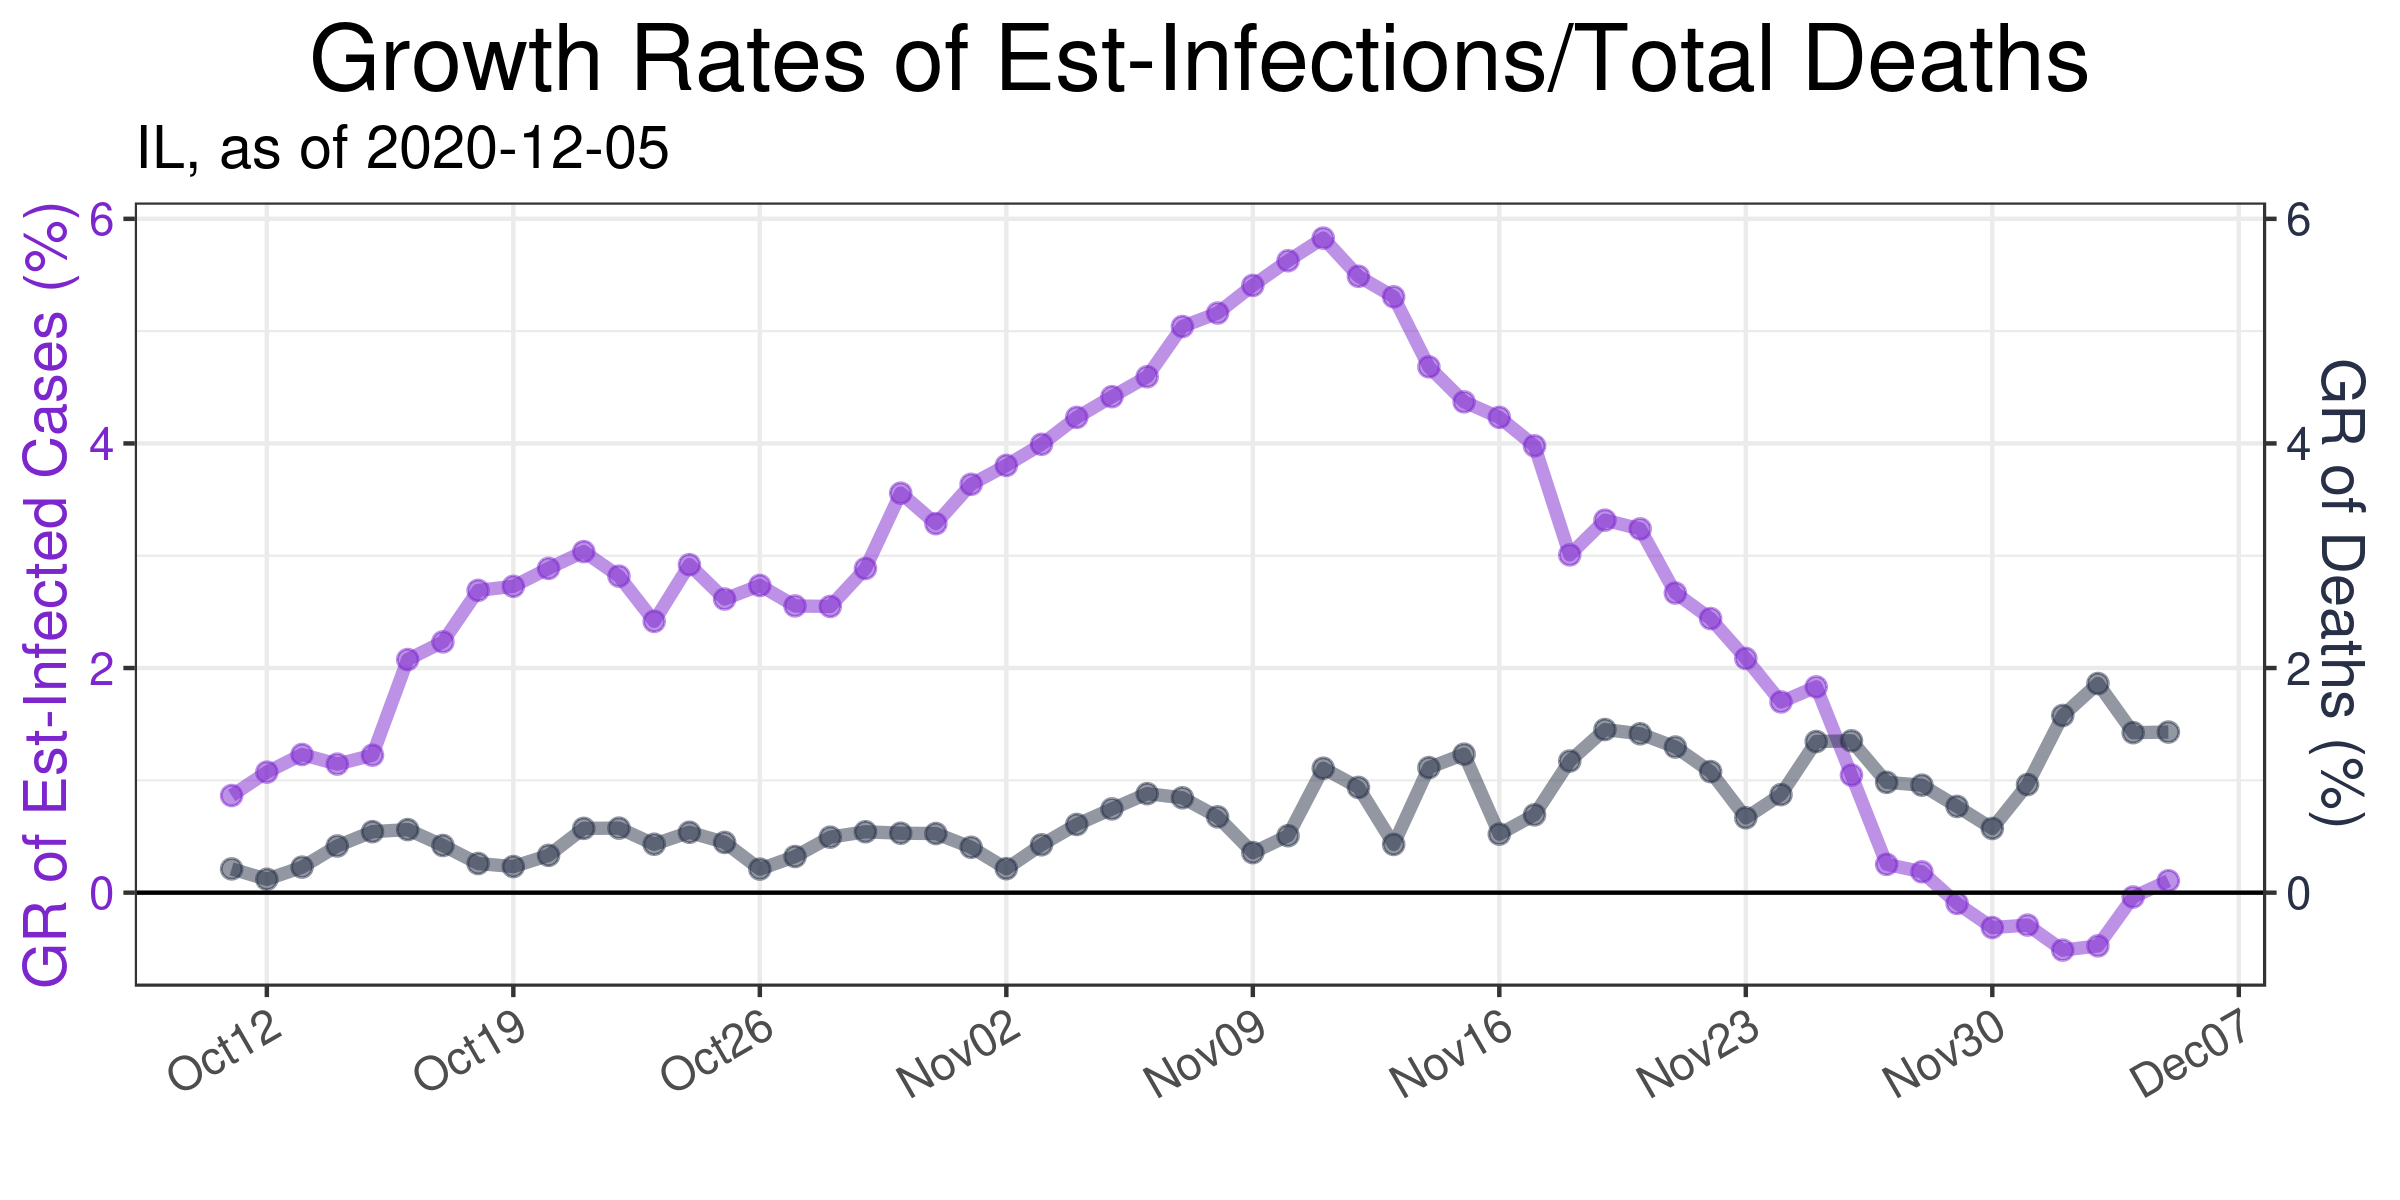 Growth Rates of Est-Infections/Total Deaths
IL, as of 2020-12-05
GR of Est-Infected Cases (%)
6
4
2
0
6
4
2
0
GR of Deaths (%)
Oct12
Oct19
Oct26
Nov02
Nov09
Nov16
Nov23
Nov30
Dec07